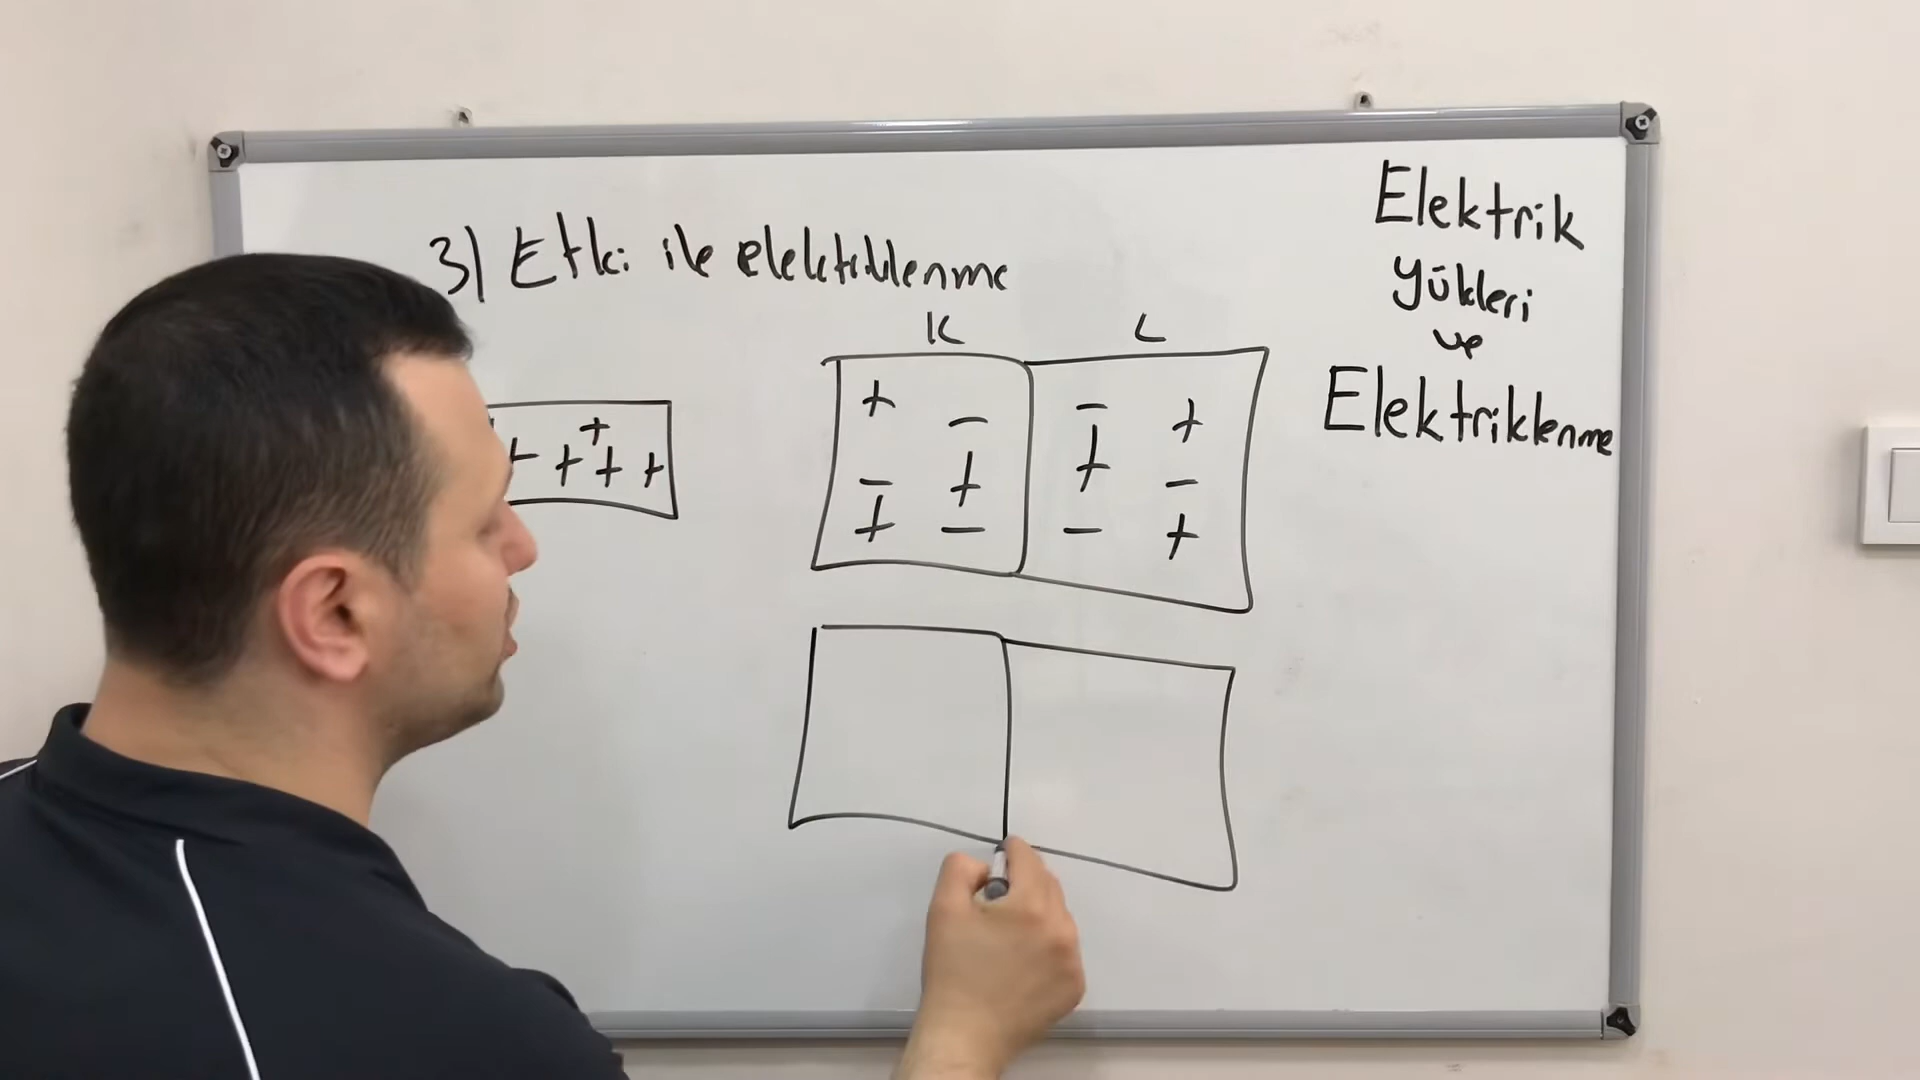 3) Etki ile elektriklenme
K L
+ + + + +
+ - - +
- + + -
+ - - +
Elektrik
yükleri
ve
Elektriklenme